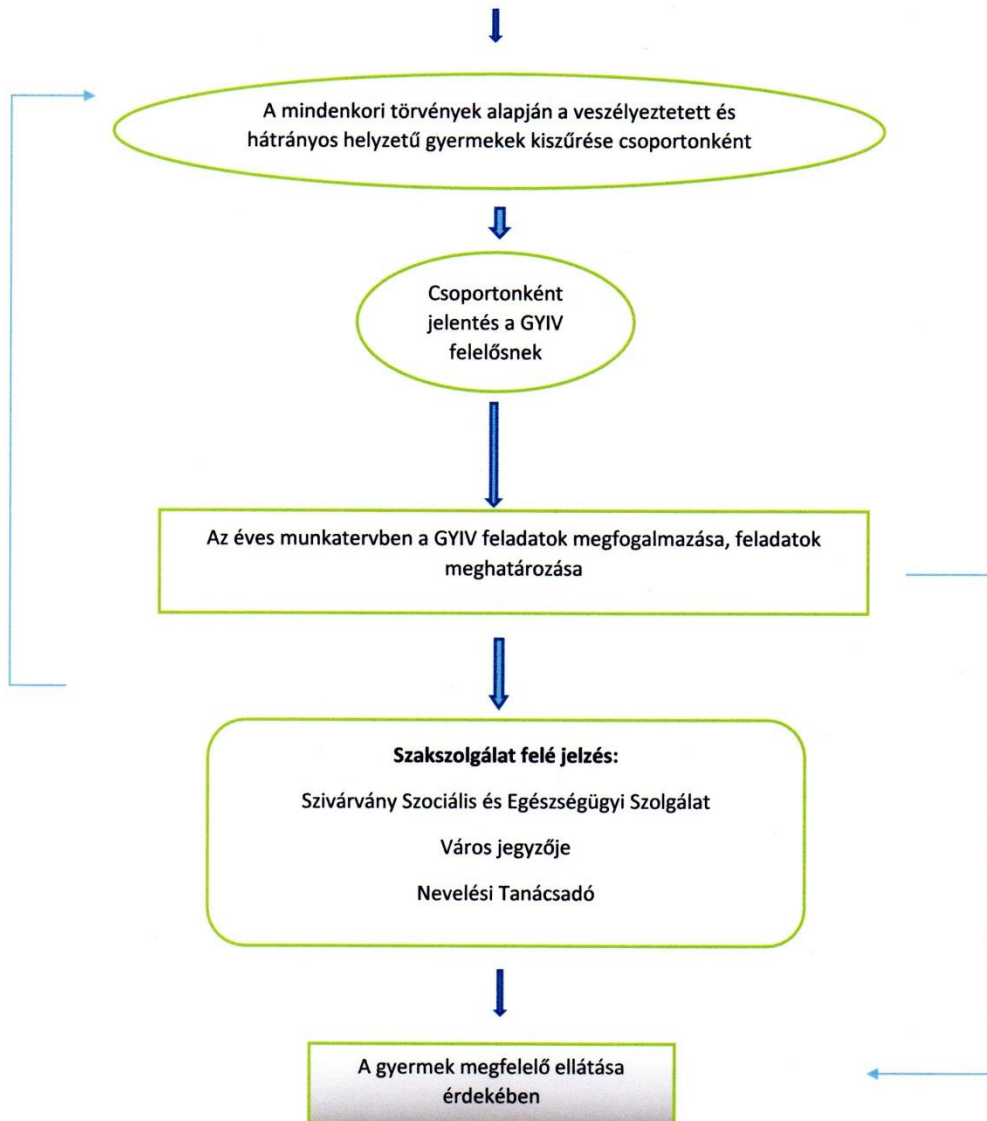 A mindenkori törvények alapján a veszélyeztetett és
hátrányos helyzetű gyermekek kiszűrése csoportonként
Csoportonként
jelentés a GYIV
felelősnek
Az éves munkatervben a GYIV feladatok megfogalmazása, feladatok
meghatározása
Szakszolgálat felé jelzés:
Szivárvány Szociális és Egészségügyi Szolgálat
Város jegyzője
Nevelési Tanácsadó
A gyermek megfelelő ellátása
érdekében